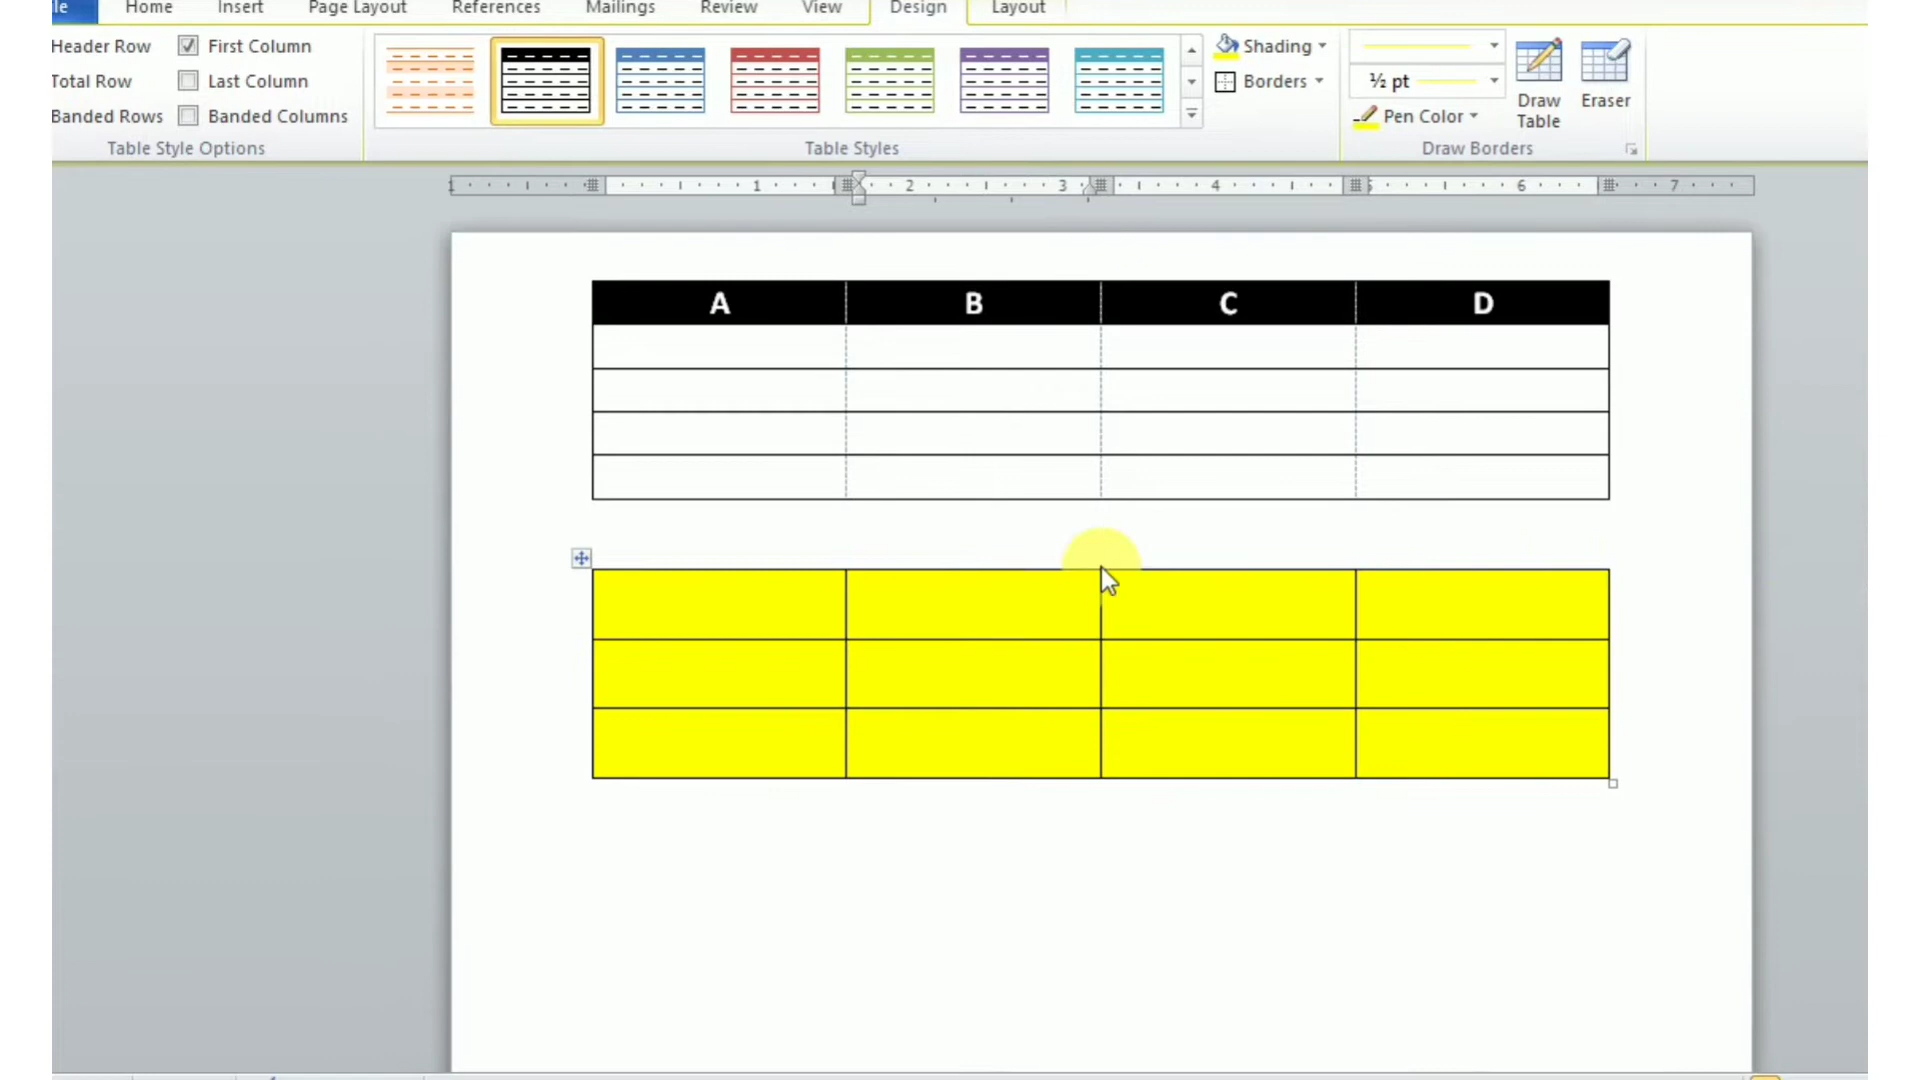 le Home Insert Page Layout References Mailings Review View Design Layout
Header Row First Column
Total Row Last Column
Banded Rows Banded Columns
Table Style Options
Table Styles
Shading
Borders
½ pt
Pen Color
Draw Table
Eraser
Draw Borders
1 1 2 3 4 5 6 7
A B C D